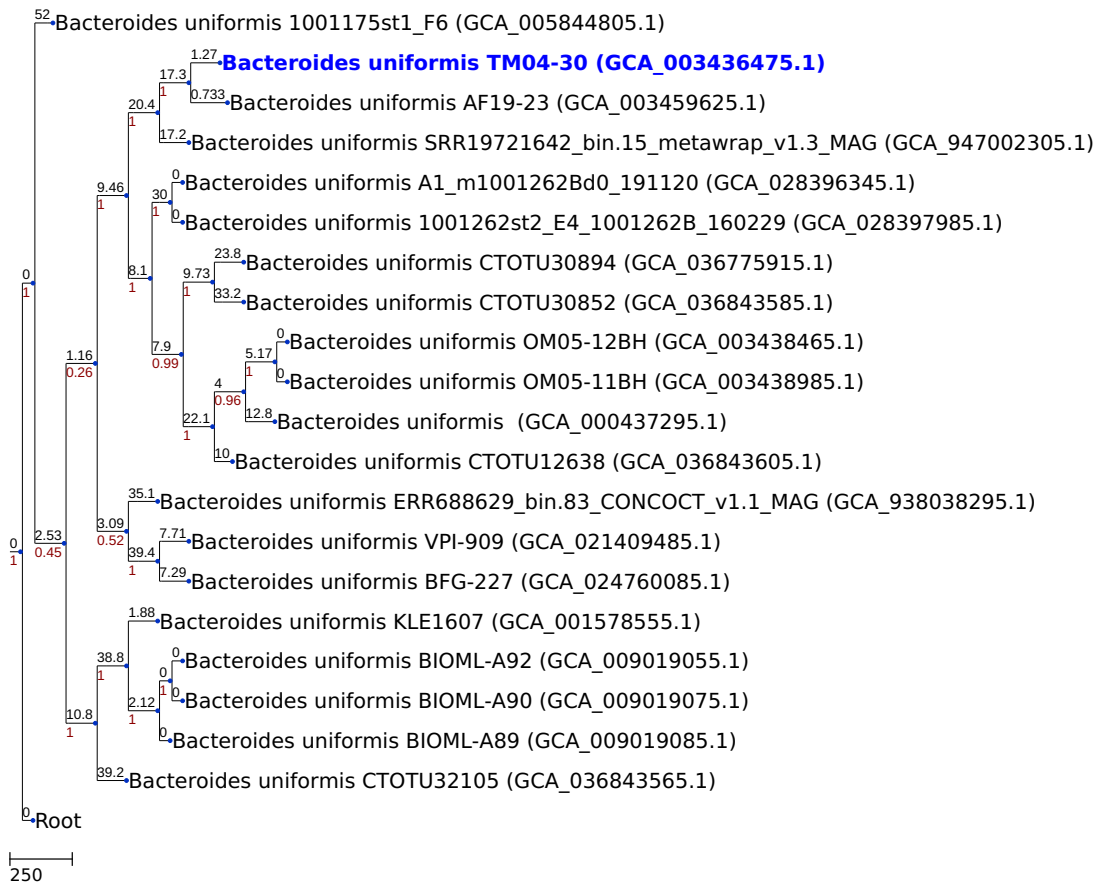 52
Bacteroides uniformis 1001175st1_F6 (GCA_005844805.1)
1.27
Bacteroides uniformis TM04-30 (GCA_003436475.1)
17.3
1
0.733
Bacteroides uniformis AF19-23 (GCA_003459625.1)
20.4
1
17.2
Bacteroides uniformis SRR19721642_bin.15_metawrap_v1.3_MAG (GCA_947002305.1)
0
Bacteroides uniformis A1_m1001262Bd0_191120 (GCA_028396345.1)
9.46
1
30
1
0
Bacteroides uniformis 1001262st2_E4_1001262B_160229 (GCA_028397985.1)
23.8
Bacteroides uniformis CTOTU30894 (GCA_036775915.1)
0
1
8.1
1
9.73
1
33.2
Bacteroides uniformis CTOTU30852 (GCA_036843585.1)
0
Bacteroides uniformis OM05-12BH (GCA_003438465.1)
1.16
0.26
7.9
0.99
5.17
1
0
Bacteroides uniformis OM05-11BH (GCA_003438985.1)
4
0.96
12.8
Bacteroides uniformis  (GCA_000437295.1)
22.1
1
10
Bacteroides uniformis CTOTU12638 (GCA_036843605.1)
35.1
Bacteroides uniformis ERR688629_bin.83_CONCOCT_v1.1_MAG (GCA_938038295.1)
3.09
0.52
7.71
Bacteroides uniformis VPI-909 (GCA_021409485.1)
0
1
2.53
0.45
39.4
1
7.29
Bacteroides uniformis BFG-227 (GCA_024760085.1)
1.88
Bacteroides uniformis KLE1607 (GCA_001578555.1)
38.8
1
0
Bacteroides uniformis BIOML-A92 (GCA_009019055.1)
0
1
0
Bacteroides uniformis BIOML-A90 (GCA_009019075.1)
10.8
1
2.12
1
0
Bacteroides uniformis BIOML-A89 (GCA_009019085.1)
39.2
Bacteroides uniformis CTOTU32105 (GCA_036843565.1)
0
Root
250